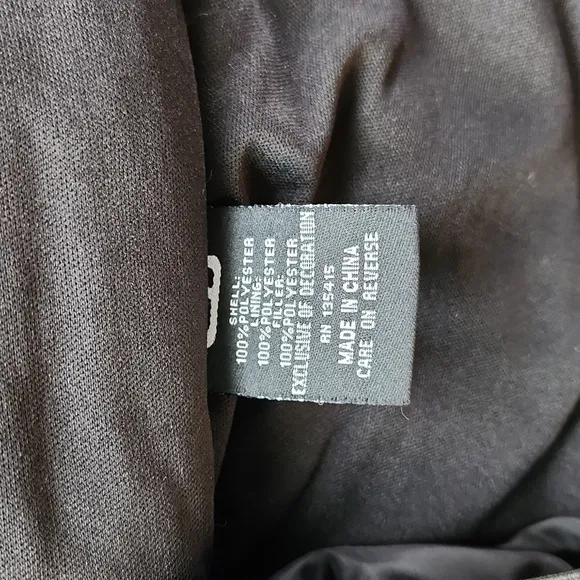 SHELL:
100%POLYESTER
LINING:
100%POLYESTER
FILLER:
100%POLYESTER
EXCLUSIVE OF DECORATION
RN 135415
MADE IN CHINA
CARE ON REVERSE